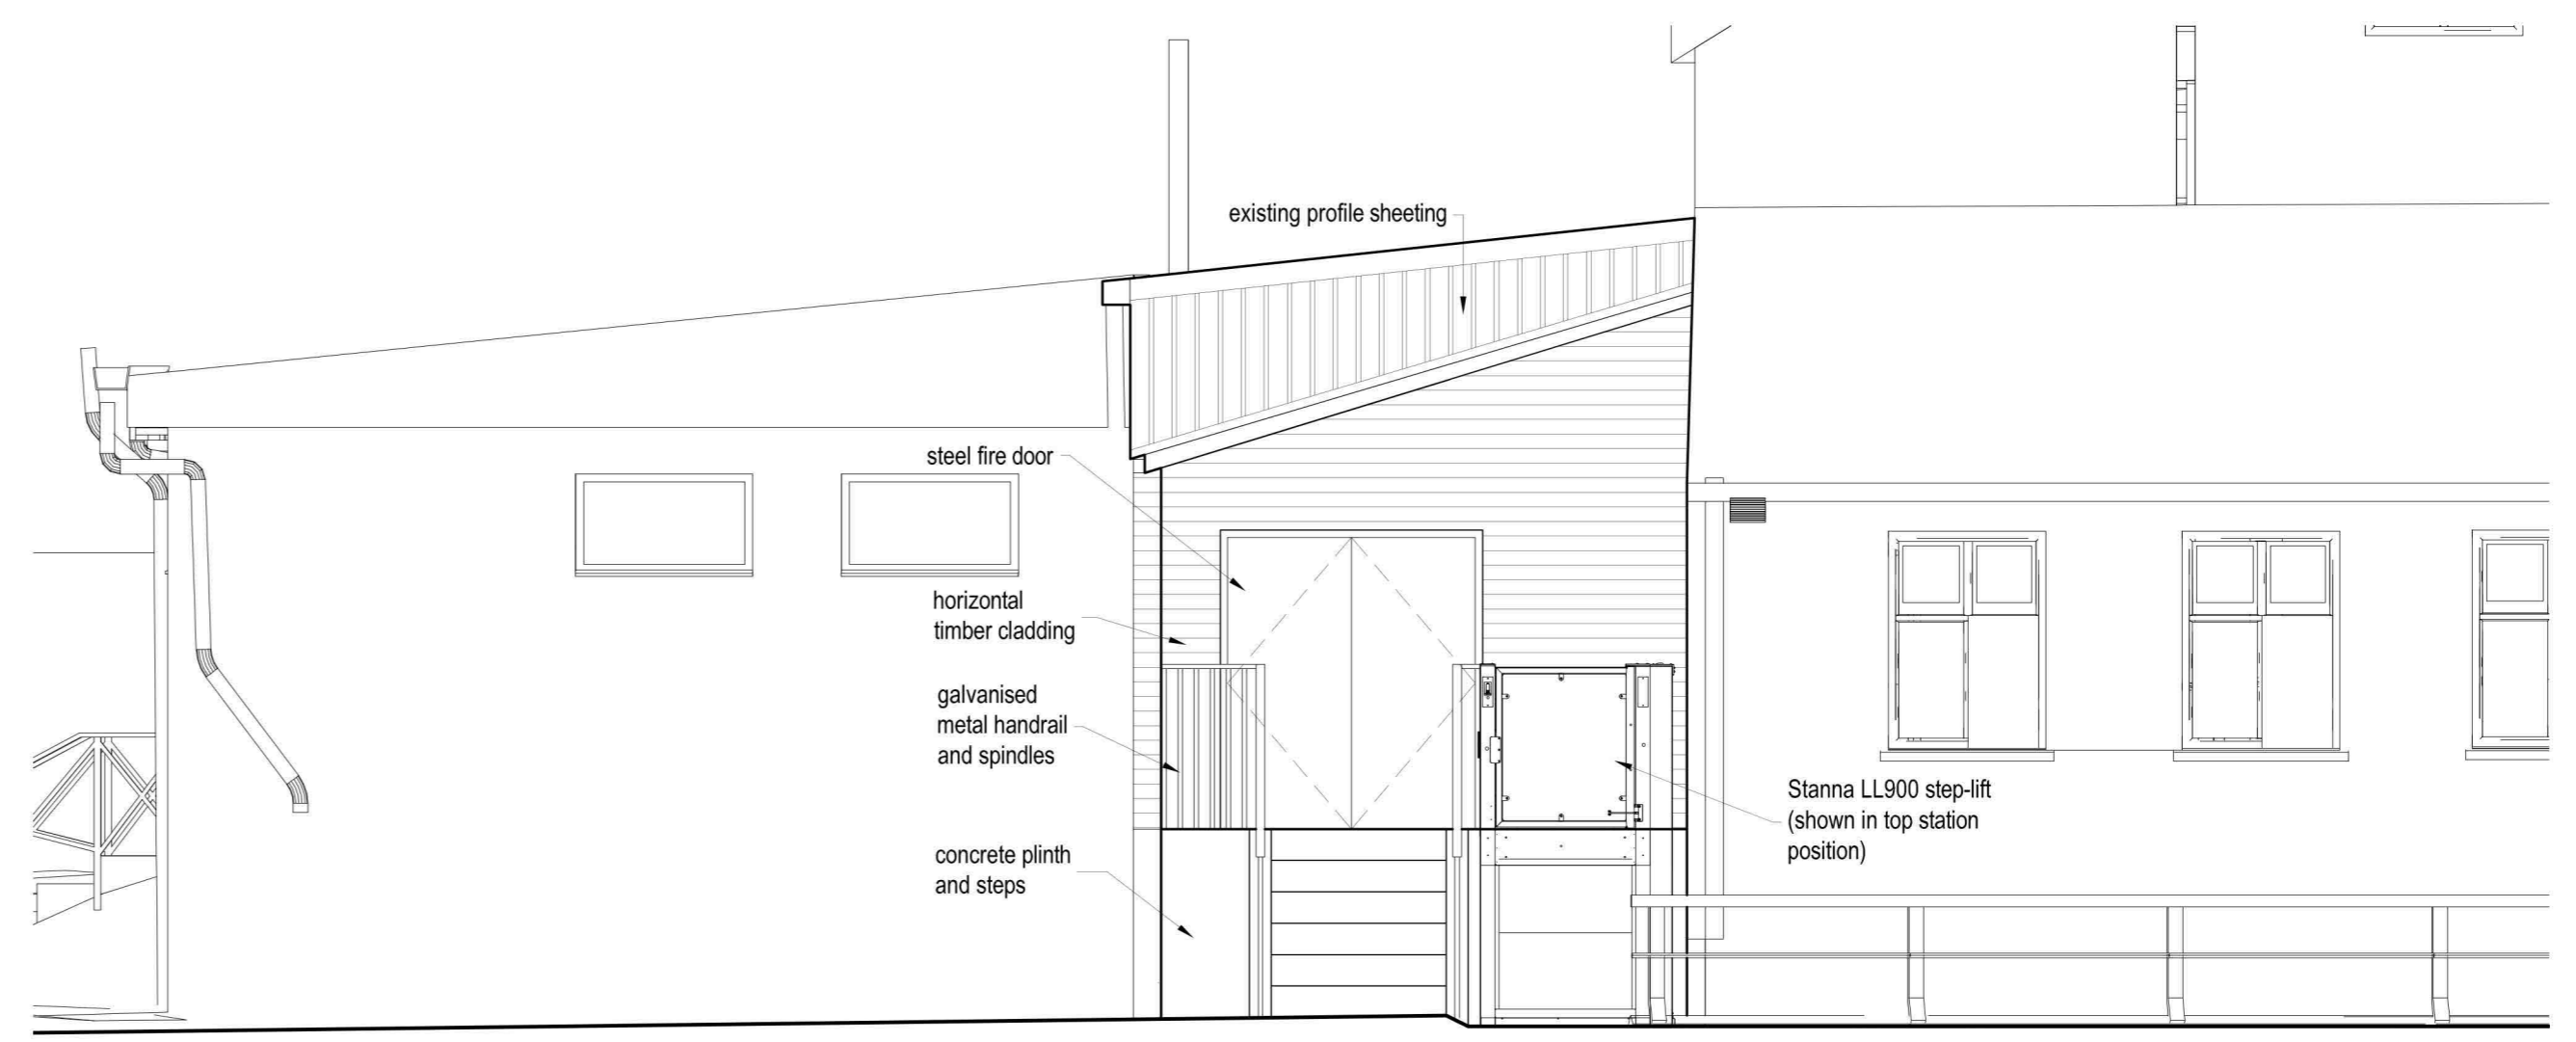 existing profile sheeting
steel fire door
horizontal
timber cladding
galvanised
metal handrail
and spindles
Stanna LL900 step-lift
(shown in top station
position)
concrete plinth
and steps